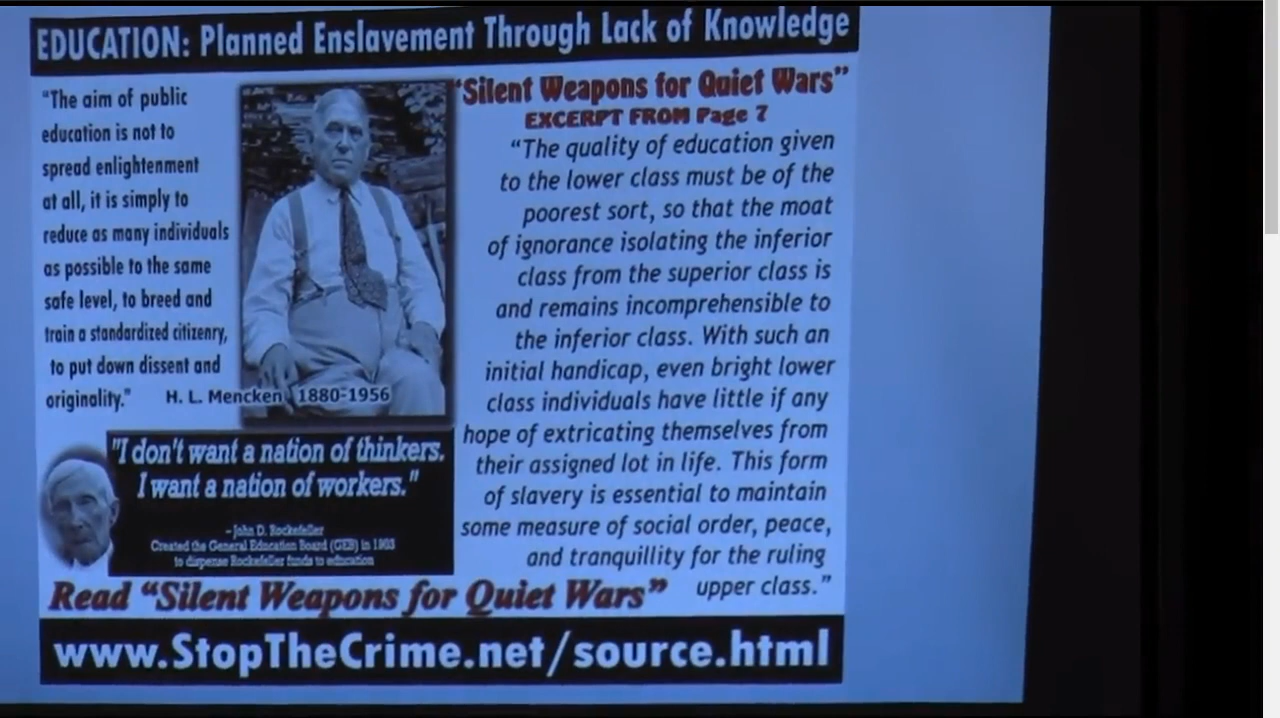 EDUCATION: Planned Enslavement Through Lack of Knowledge
"The aim of public
education is not to
spread enlightenment
at all, it is simply to
reduce as many individuals
as possible to the same
safe level, to breed and
train a standardized citizenry,
to put down dissent and
originality."
H. L. Mencken 1880-1956
"I don't want a nation of thinkers.
I want a nation of workers."
– John D. Rockefeller
Created the General Education Board (GEB) in 1903
to dispense Rockefeller funds to education
"Silent Weapons for Quiet Wars"
EXCERPT FROM Page 7
"The quality of education given
to the lower class must be of the
poorest sort, so that the moat
of ignorance isolating the inferior
class from the superior class is
and remains incomprehensible to
the inferior class. With such an
initial handicap, even bright lower
class individuals have little if any
hope of extricating themselves from
their assigned lot in life. This form
of slavery is essential to maintain
some measure of social order, peace,
and tranquillity for the ruling
upper class."
Read "Silent Weapons for Quiet Wars"
www.StopTheCrime.net/source.html